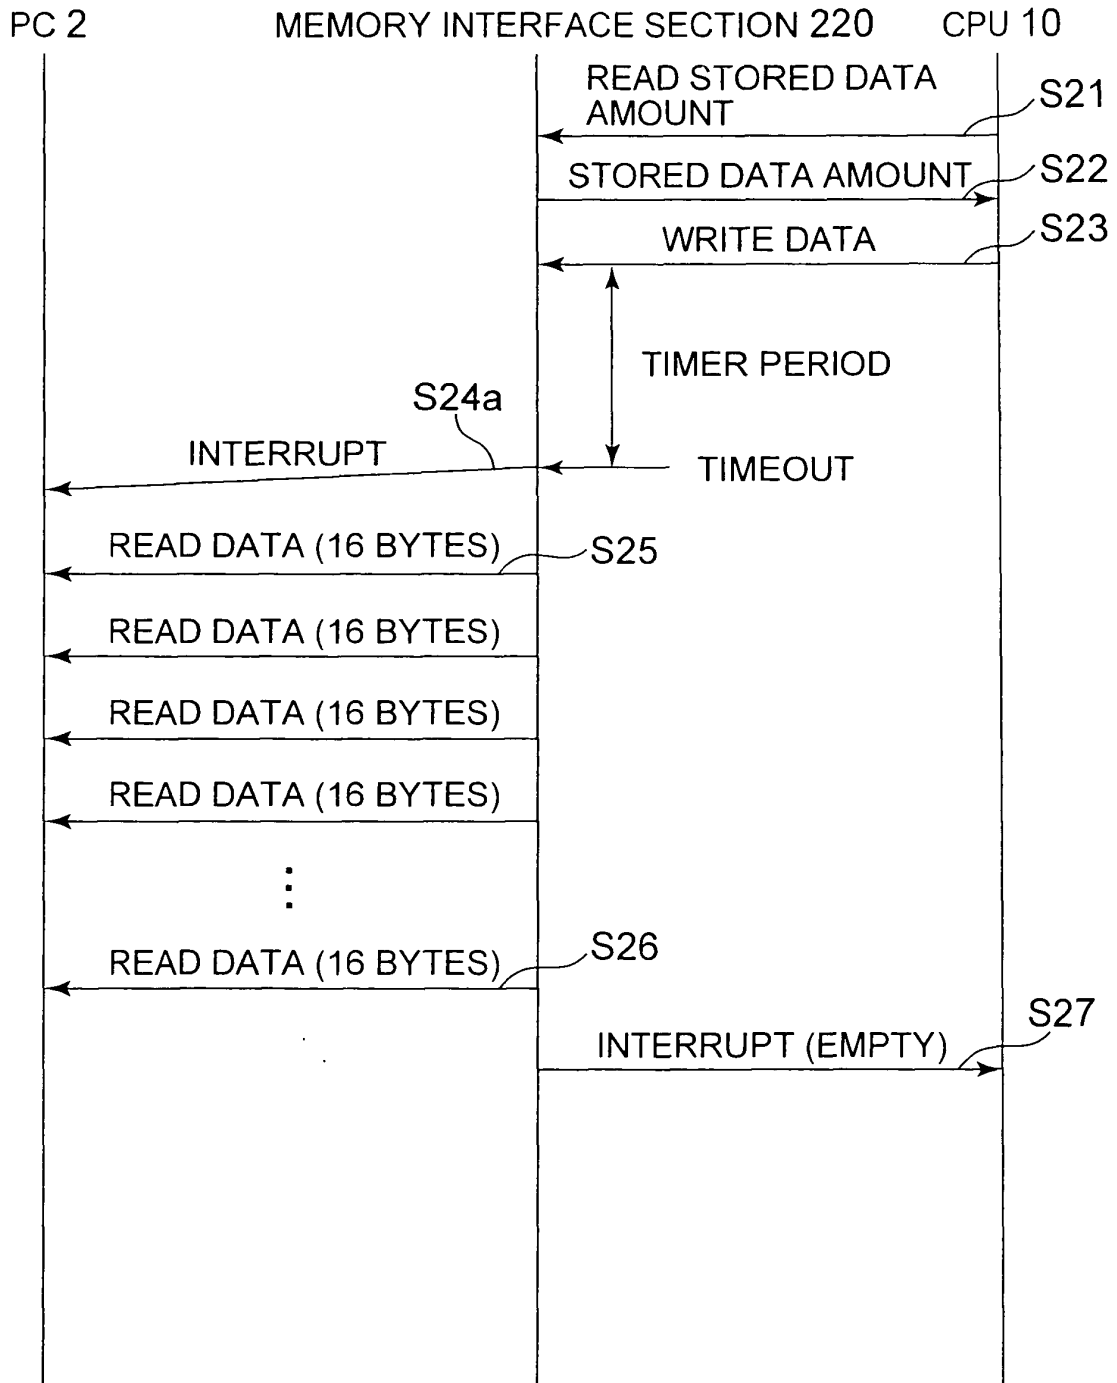 PC 2
MEMORY INTERFACE SECTION 220
CPU 10
READ STORED DATA
AMOUNT
S21
STORED DATA AMOUNT
S22
WRITE DATA
S23
TIMER PERIOD
S24a
INTERRUPT
TIMEOUT
READ DATA (16 BYTES)
S25
READ DATA (16 BYTES)
READ DATA (16 BYTES)
READ DATA (16 BYTES)
READ DATA (16 BYTES)
S26
INTERRUPT (EMPTY)
S27